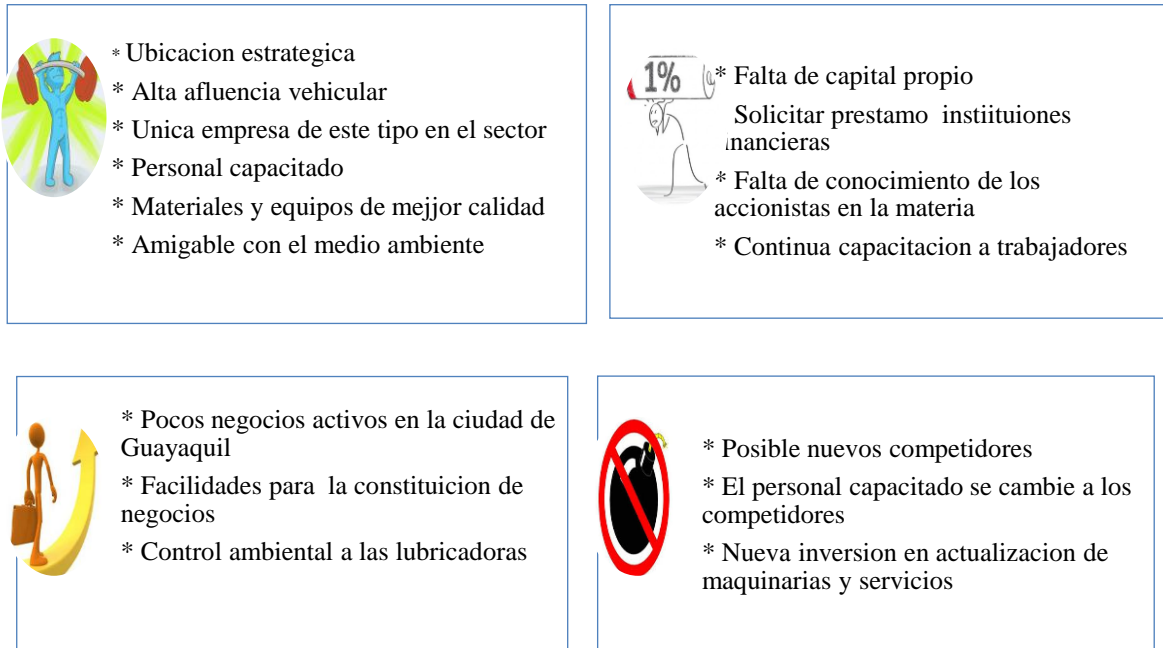 * Ubicacion estrategica
* Alta afluencia vehicular
* Unica empresa de este tipo en el sector
* Personal capacitado
* Materiales y equipos de mejjor calidad
* Amigable con el medio ambiente
1%
* Falta de capital propio
Solicitar prestamo instiituiones
inancieras
* Falta de conocimiento de los
accionistas en la materia
* Continua capacitacion a trabajadores
* Pocos negocios activos en la ciudad de
Guayaquil
* Facilidades para la constituicion de
negocios
* Control ambiental a las lubricadoras
* Posible nuevos competidores
* El personal capacitado se cambie a los
competidores
* Nueva inversion en actualizacion de
maquinarias y servicios